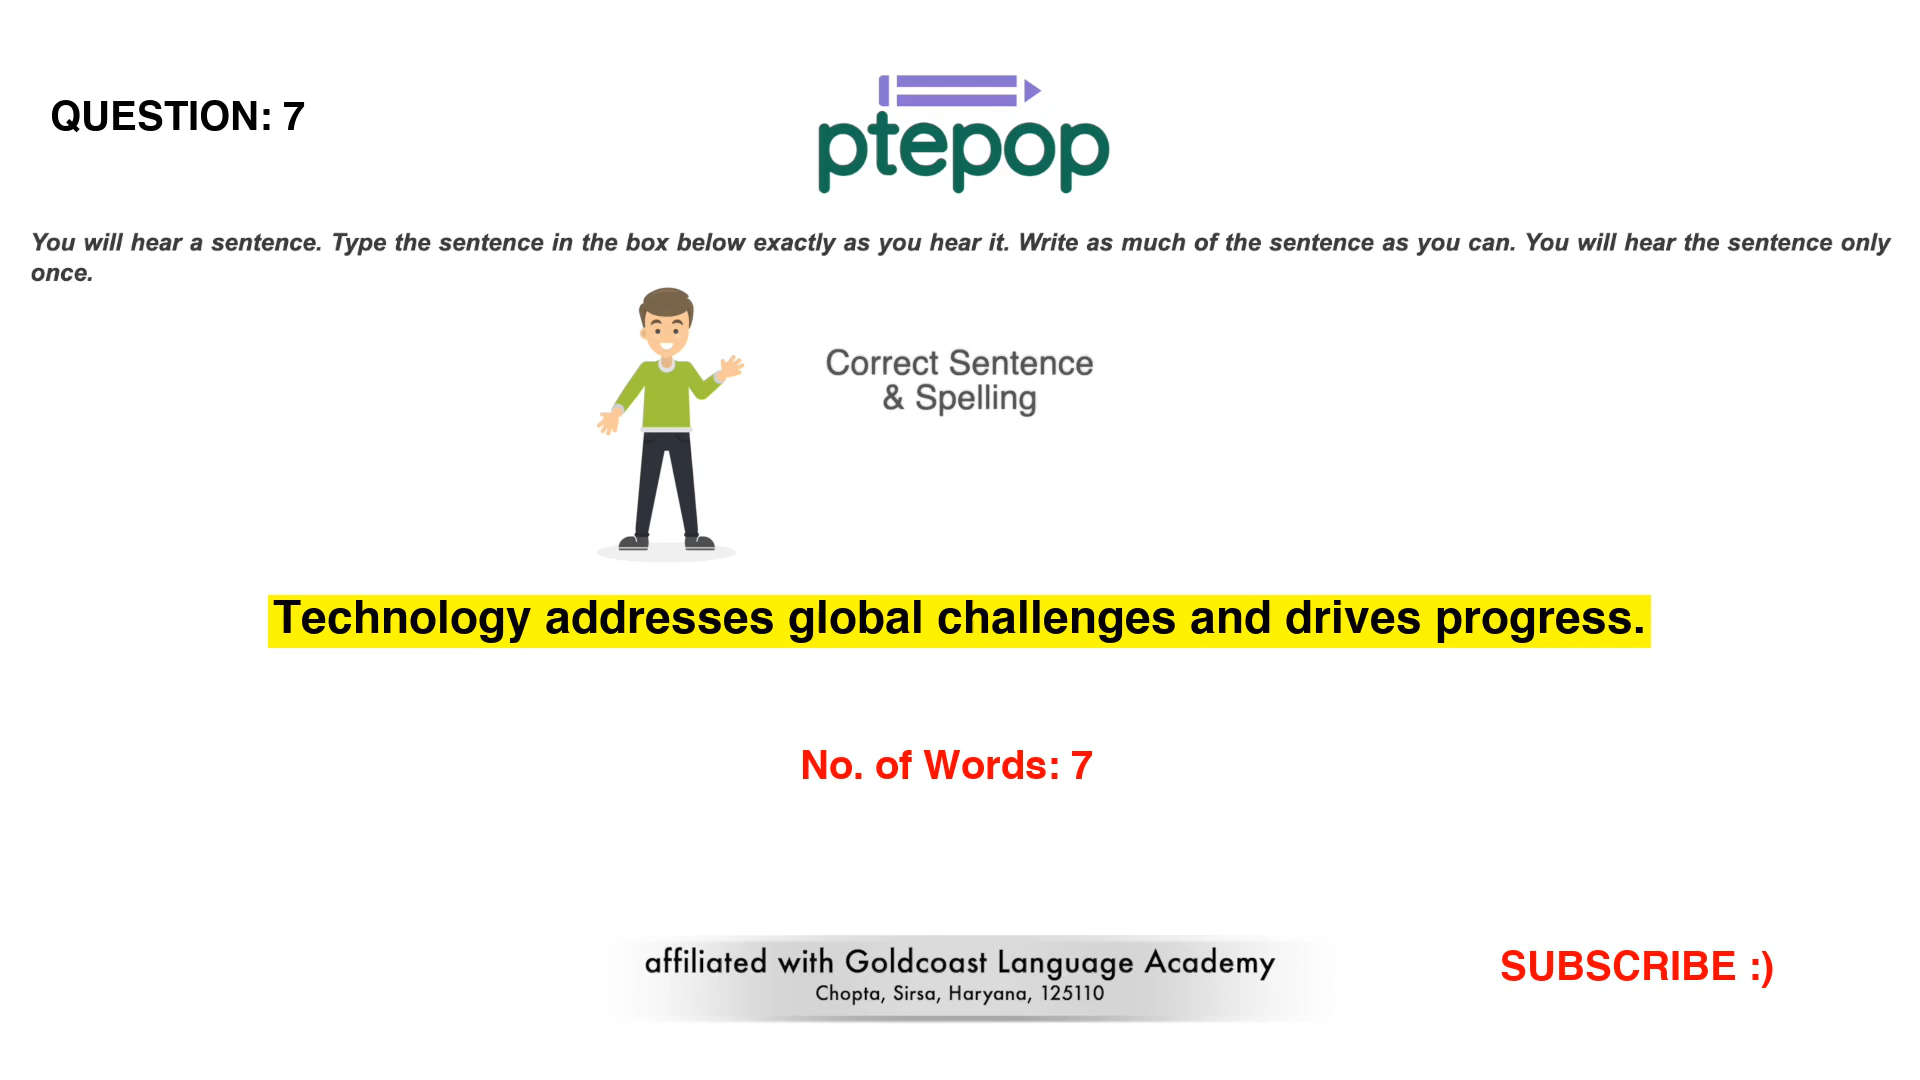 QUESTION: 7
ptepop
You will hear a sentence. Type the sentence in the box below exactly as you hear it. Write as much of the sentence as you can. You will hear the sentence only
once.
Correct Sentence
& Spelling
Technology addresses global challenges and drives progress.
No. of Words: 7
affiliated with Goldcoast Language Academy
Chopta, Sirsa, Haryana, 125110
SUBSCRIBE :)